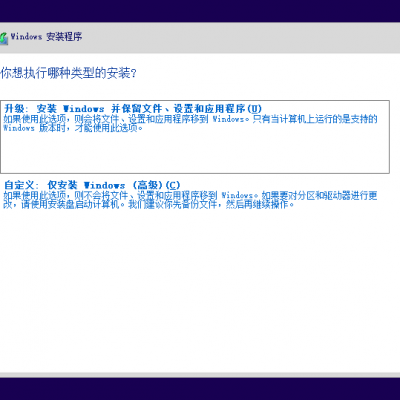 Windows 安装程序
你想执行哪种类型的安装?
升级: 安装 Windows 并保留文件、设置和应用程序(U)
如果使用此选项，则会将文件、设置和应用程序移到 Windows。只有当计算机上运行的是支持的
Windows 版本时，才能使用此选项。
自定义: 仅安装 Windows (高级)(C)
如果使用此选项，则不会将文件、设置和应用程序移到 Windows。如果要对分区和驱动器进行更
改，请使用安装盘启动计算机。我们建议你先备份文件，然后再继续操作。